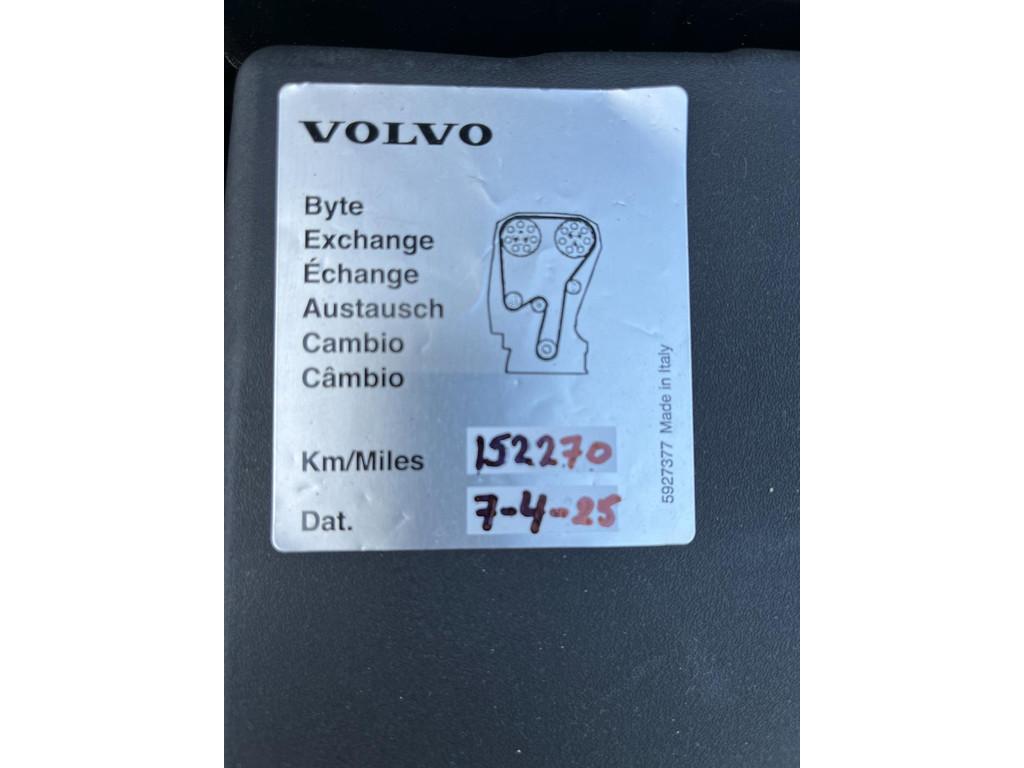 VOLVO
Byte
Exchange
Échange
Austausch
Cambio
Câmbio
Km/Miles 152270
Dat. 7-4-25
5927377 Made in Italy